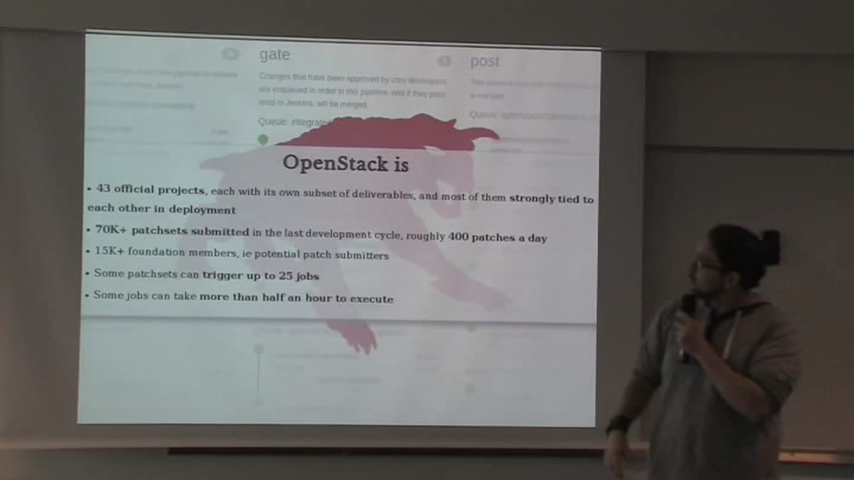 gate
post
Changes that have been approved by core developers
are enqueued in order in this pipeline, and if they pass
tests in Jenkins, will be merged.
is merged.
Queue: integrated
Queue:
OpenStack is
• 43 official projects, each with its own subset of deliverables, and most of them strongly tied to
each other in deployment
• 70K+ patchsets submitted in the last development cycle, roughly 400 patches a day
• 15K+ foundation members, ie potential patch submitters
• Some patchsets can trigger up to 25 jobs
• Some jobs can take more than half an hour to execute